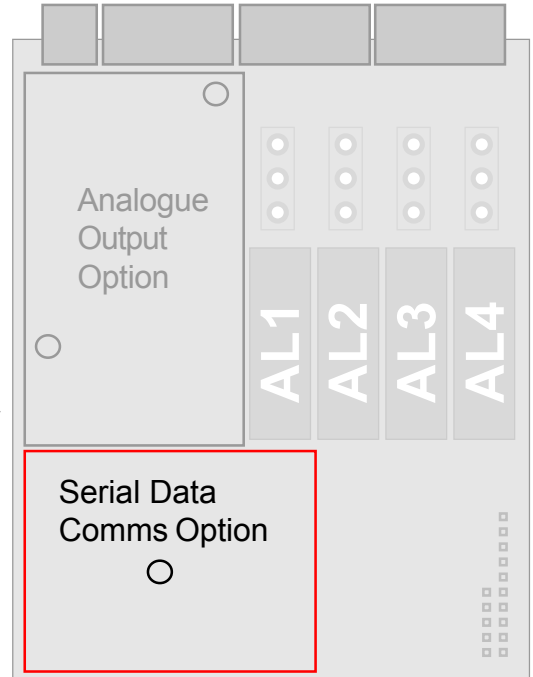 Analogue
Output
Option
AL1
AL2
AL3
AL4
Serial Data
Comms Option